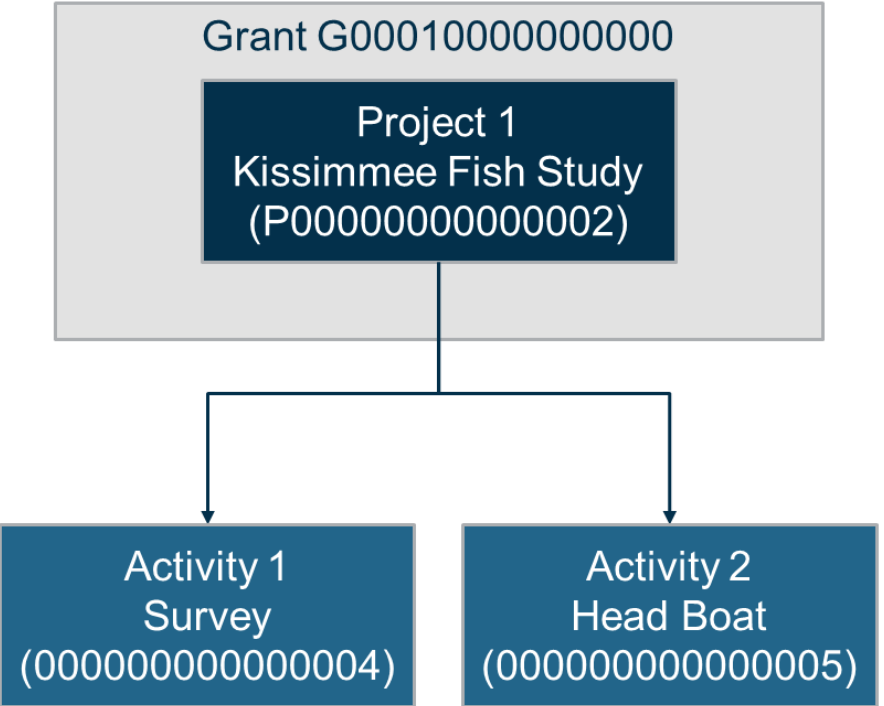 Grant G00010000000000
Project 1
Kissimmee Fish Study
(P00000000000002)
Activity 1
Survey
(000000000000004)
Activity 2
Head Boat
(000000000000005)